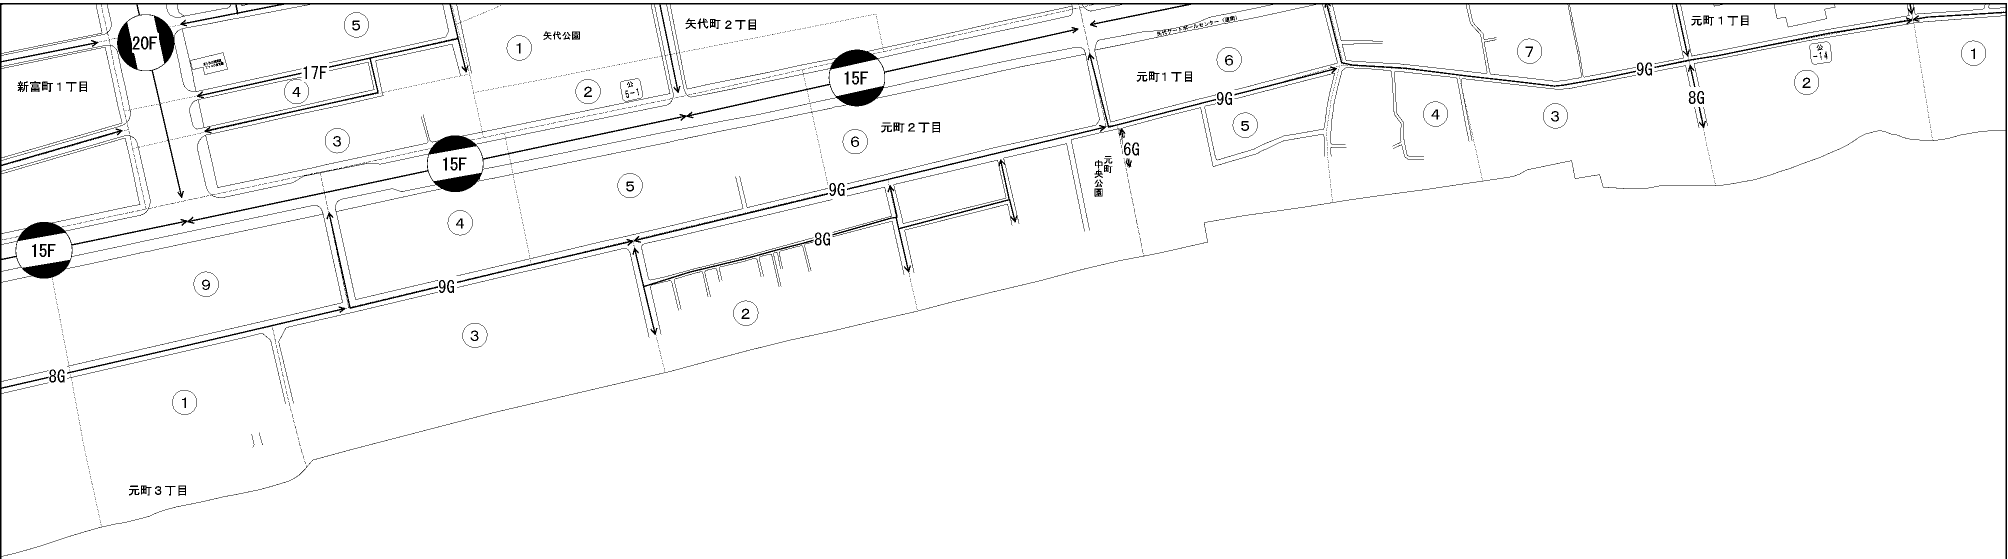 20F
⑤
①
矢代公園
矢代町2丁目
元町1丁目
新富町1丁目
17F
④
②
公
6-1
15F
元町1丁目
⑥
⑦
9G
公
-14
②
①
③
15F
⑥
元町2丁目
9G
⑤
④
③
8G
6G
元町
中央公園
⑤
9G
④
15F
⑨
9G
8G
③
②
8G
①
元町3丁目